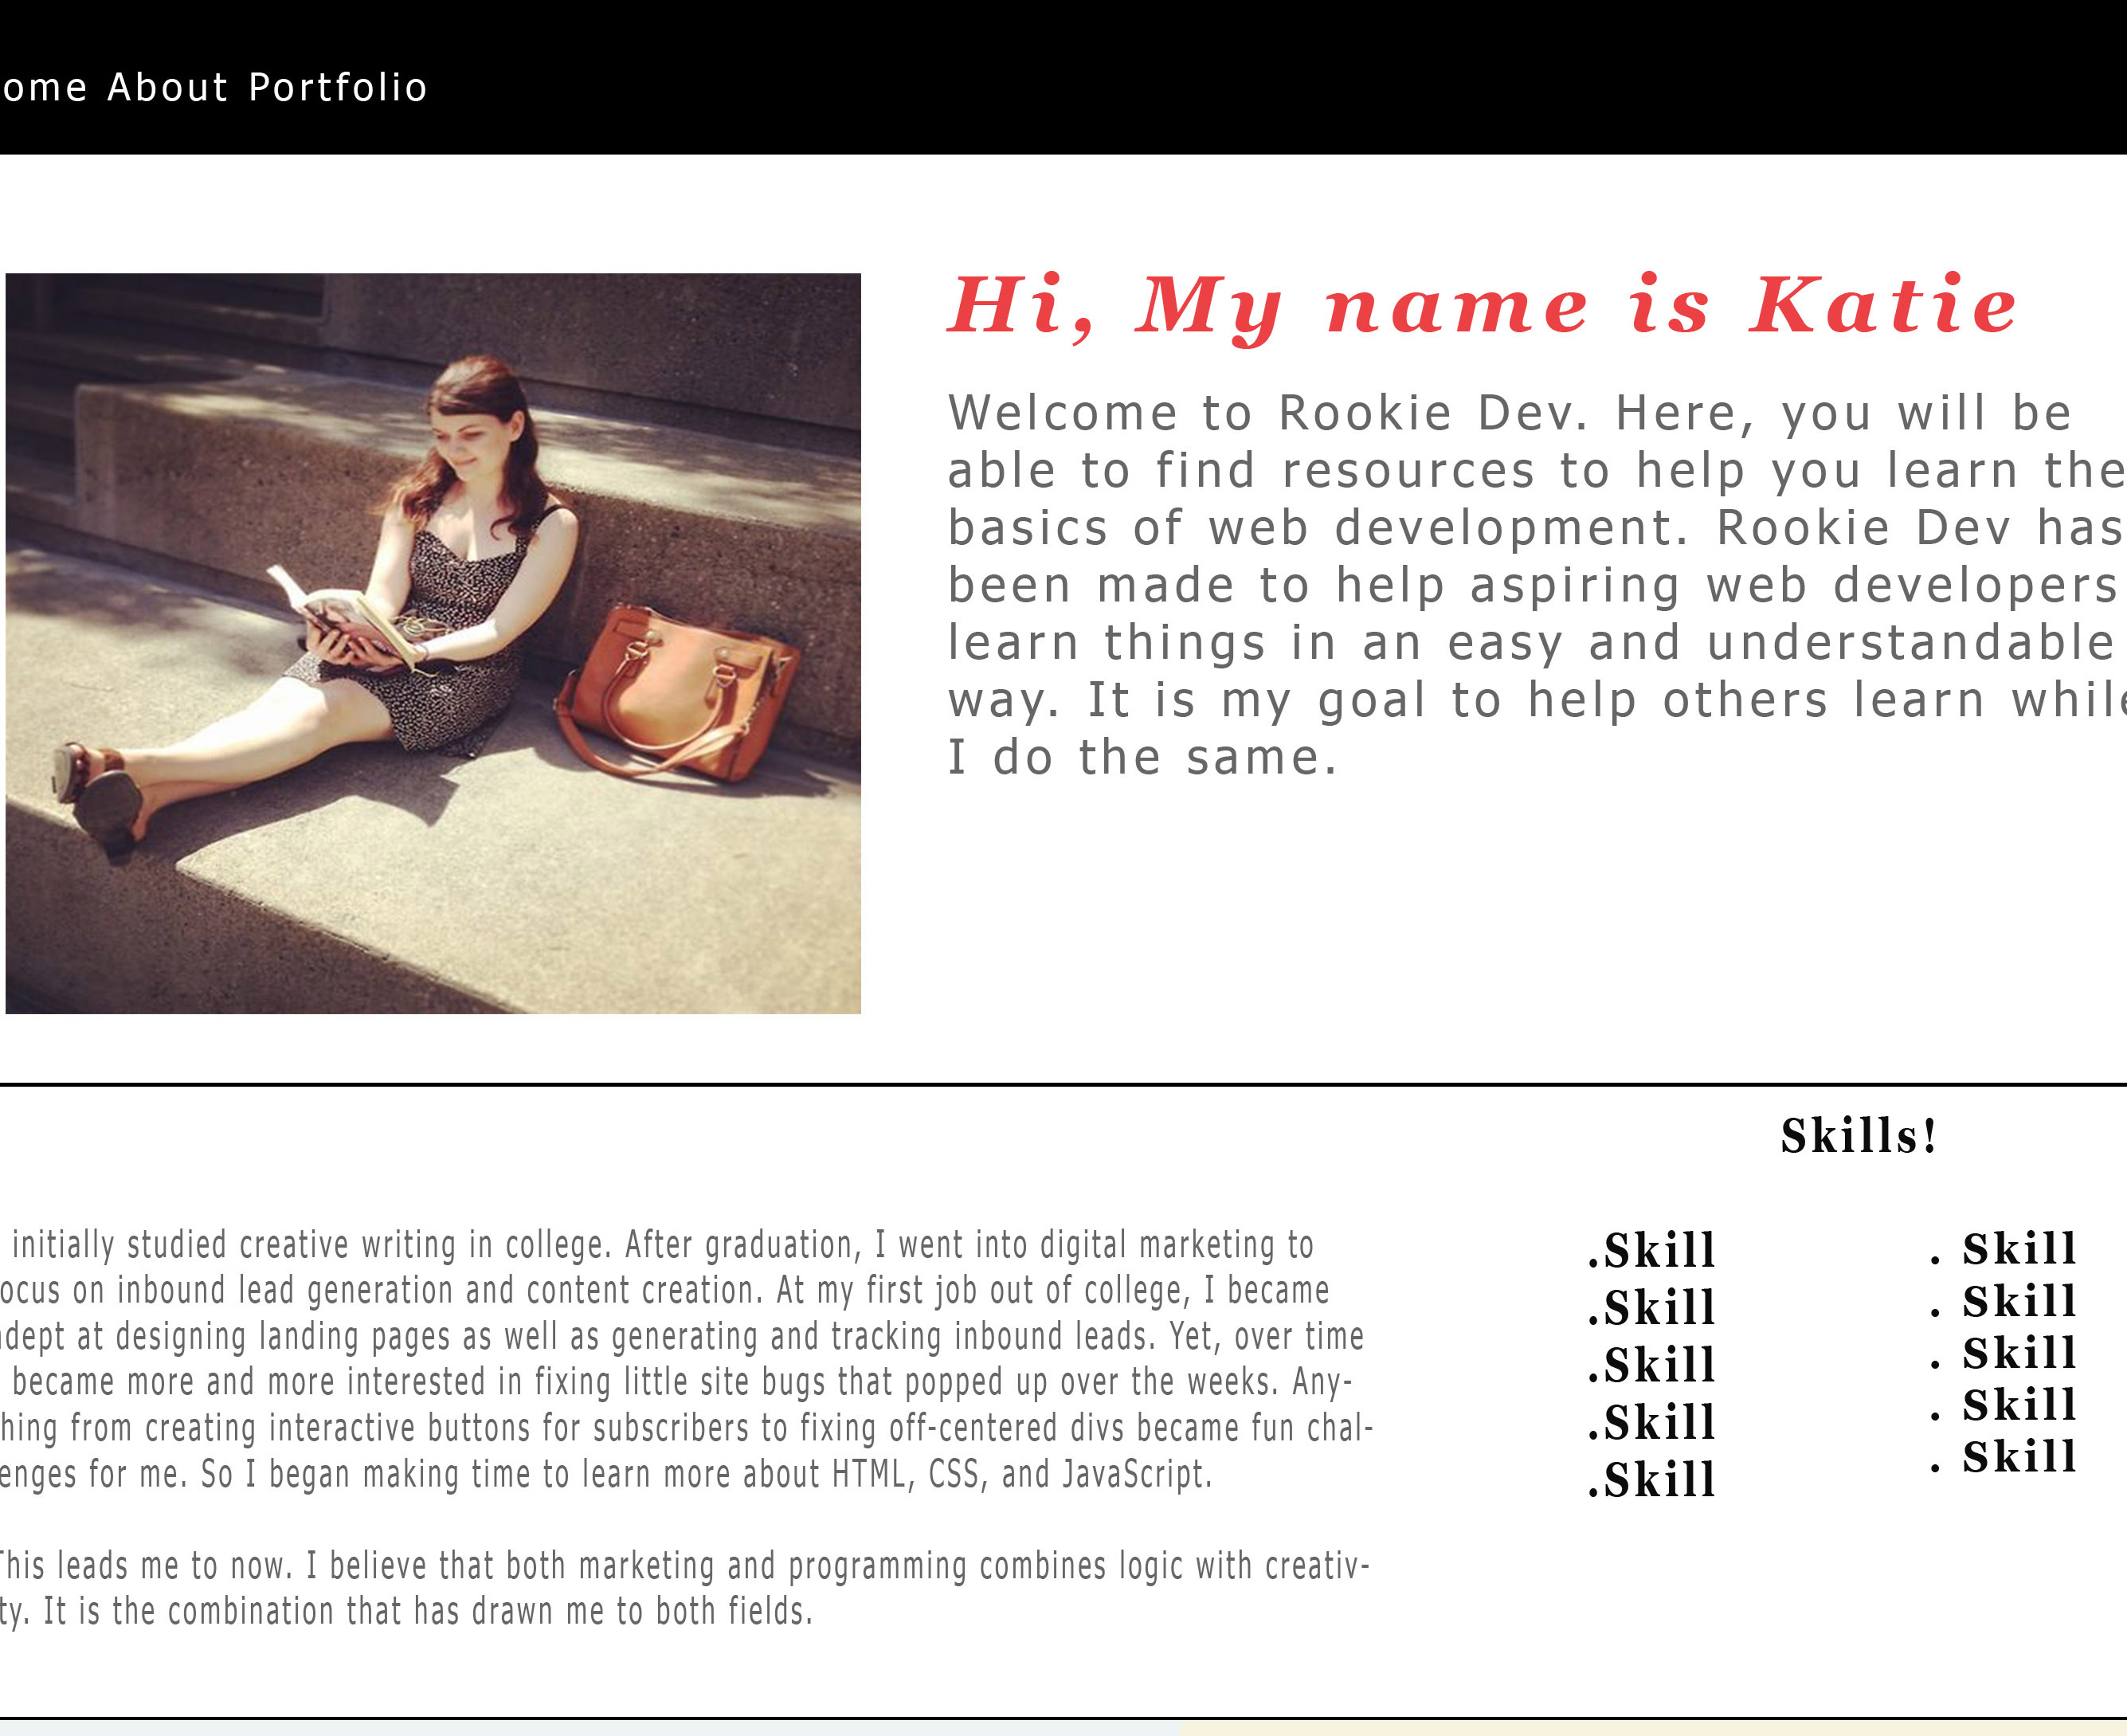 ome About Portfolio
Hi, My name is Katie
Welcome to Rookie Dev. Here, you will be
able to find resources to help you learn the
basics of web development. Rookie Dev has
been made to help aspiring web developers
learn things in an easy and understandable
way. It is my goal to help others learn while
I do the same.
Skills!
initially studied creative writing in college. After graduation, I went into digital marketing to
ocus on inbound lead generation and content creation. At my first job out of college, I became
adept at designing landing pages as well as generating and tracking inbound leads. Yet, over time
became more and more interested in fixing little site bugs that popped up over the weeks. Any-
hing from creating interactive buttons for subscribers to fixing off-centered divs became fun chal-
enges for me. So I began making time to learn more about HTML, CSS, and JavaScript.
This leads me to now. I believe that both marketing and programming combines logic with creativ-
ty. It is the combination that has drawn me to both fields.
.Skill
.Skill
.Skill
.Skill
.Skill
. Skill
. Skill
. Skill
. Skill
. Skill